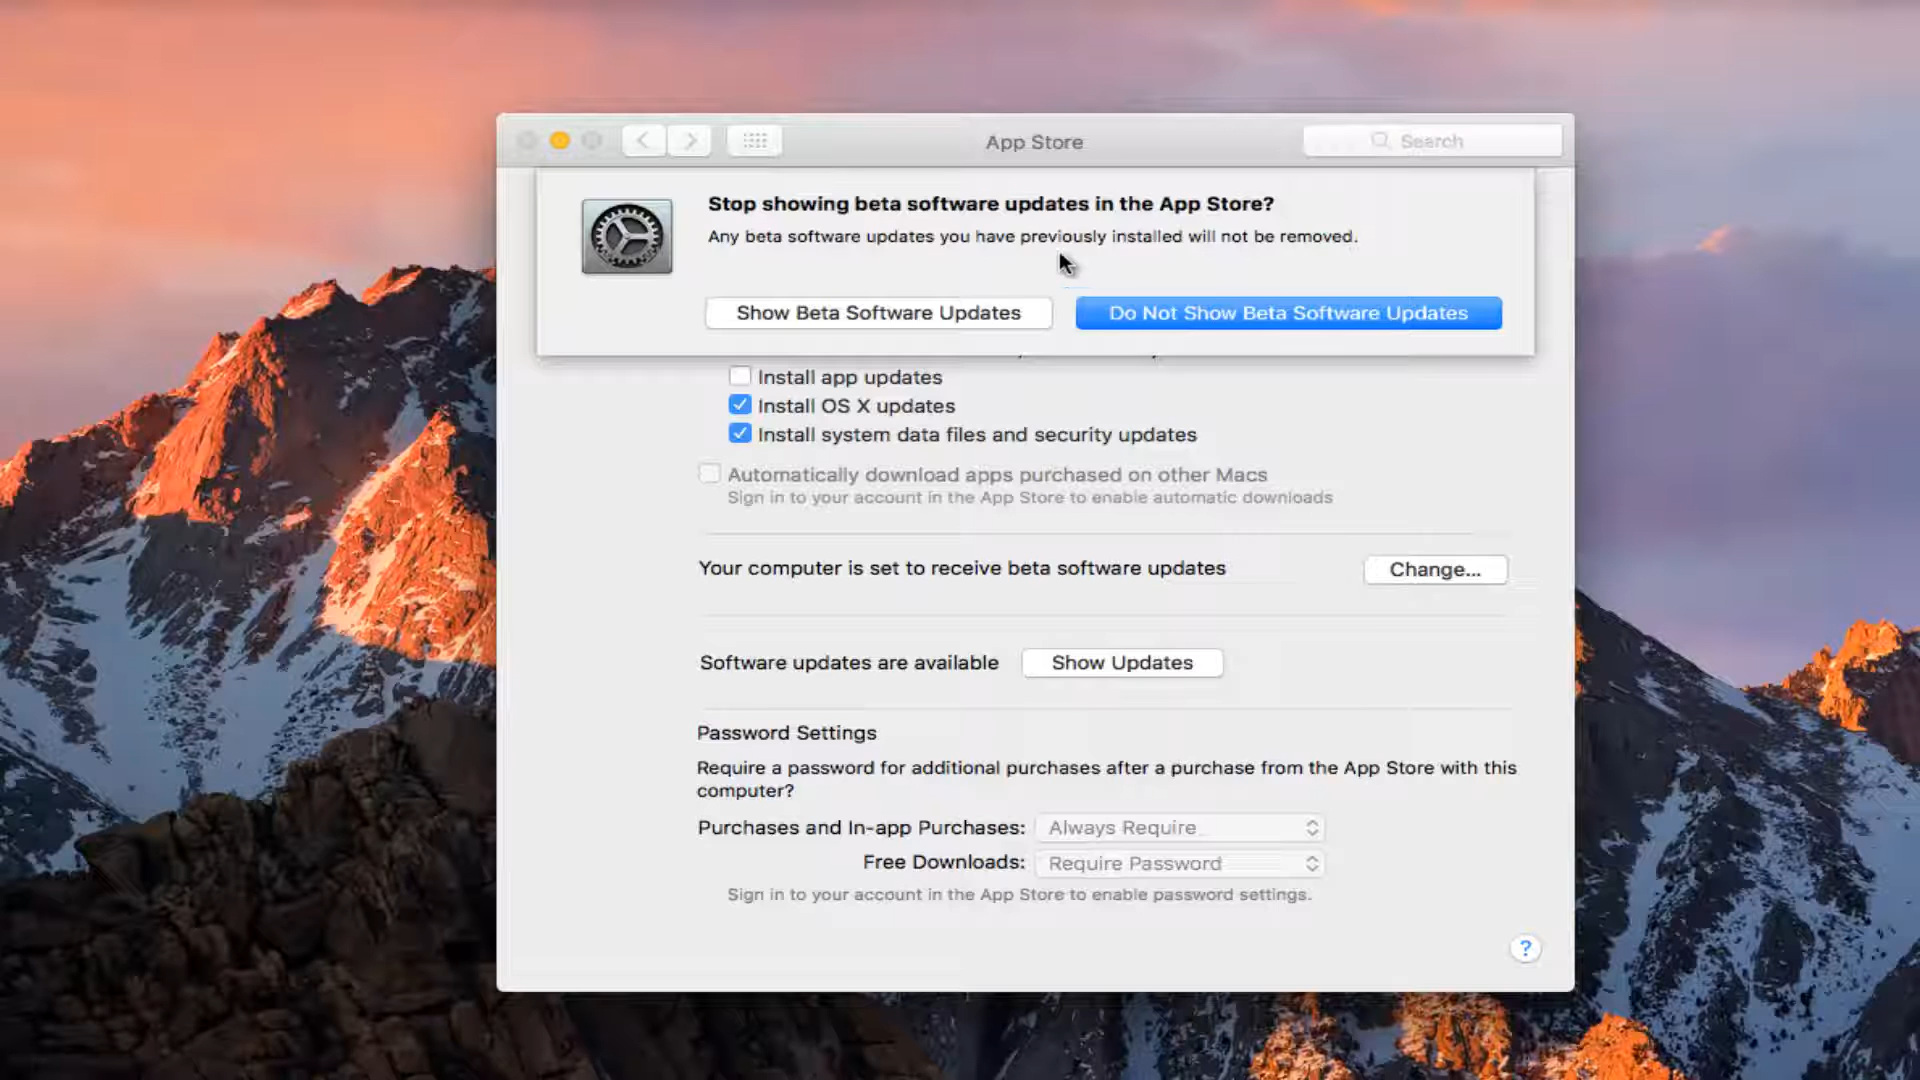 App Store
Search
Stop showing beta software updates in the App Store?
Any beta software updates you have previously installed will not be removed.
Show Beta Software Updates
Do Not Show Beta Software Updates
Install app updates
Install OS X updates
Install system data files and security updates
Automatically download apps purchased on other Macs
Sign in to your account in the App Store to enable automatic downloads
Your computer is set to receive beta software updates
Change...
Software updates are available
Show Updates
Password Settings
Require a password for additional purchases after a purchase from the App Store with this
computer?
Purchases and In-app Purchases:
Always Require
Free Downloads:
Require Password
Sign in to your account in the App Store to enable password settings.
?